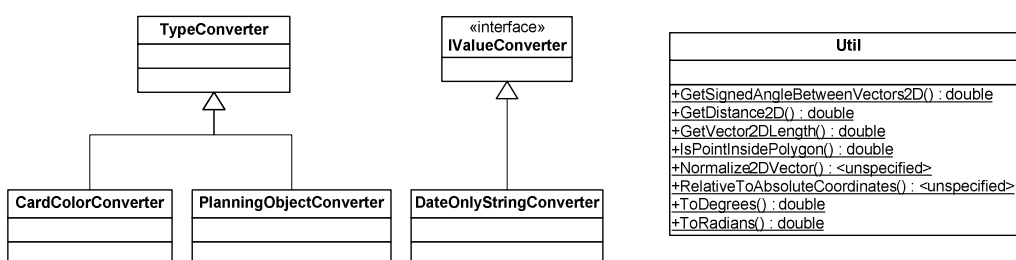 TypeConverter
«interface»
IValueConverter
Util
+GetSignedAngleBetweenVectors2D() : double
+GetDistance2D() : double
+GetVector2DLength() : double
+IsPointInsidePolygon() : double
+Normalize2DVector() : <unspecified>
+RelativeToAbsoluteCoordinates() : <unspecified>
+ToDegrees() : double
+ToRadians() : double
CardColorConverter
PlanningObjectConverter
DateOnlyStringConverter